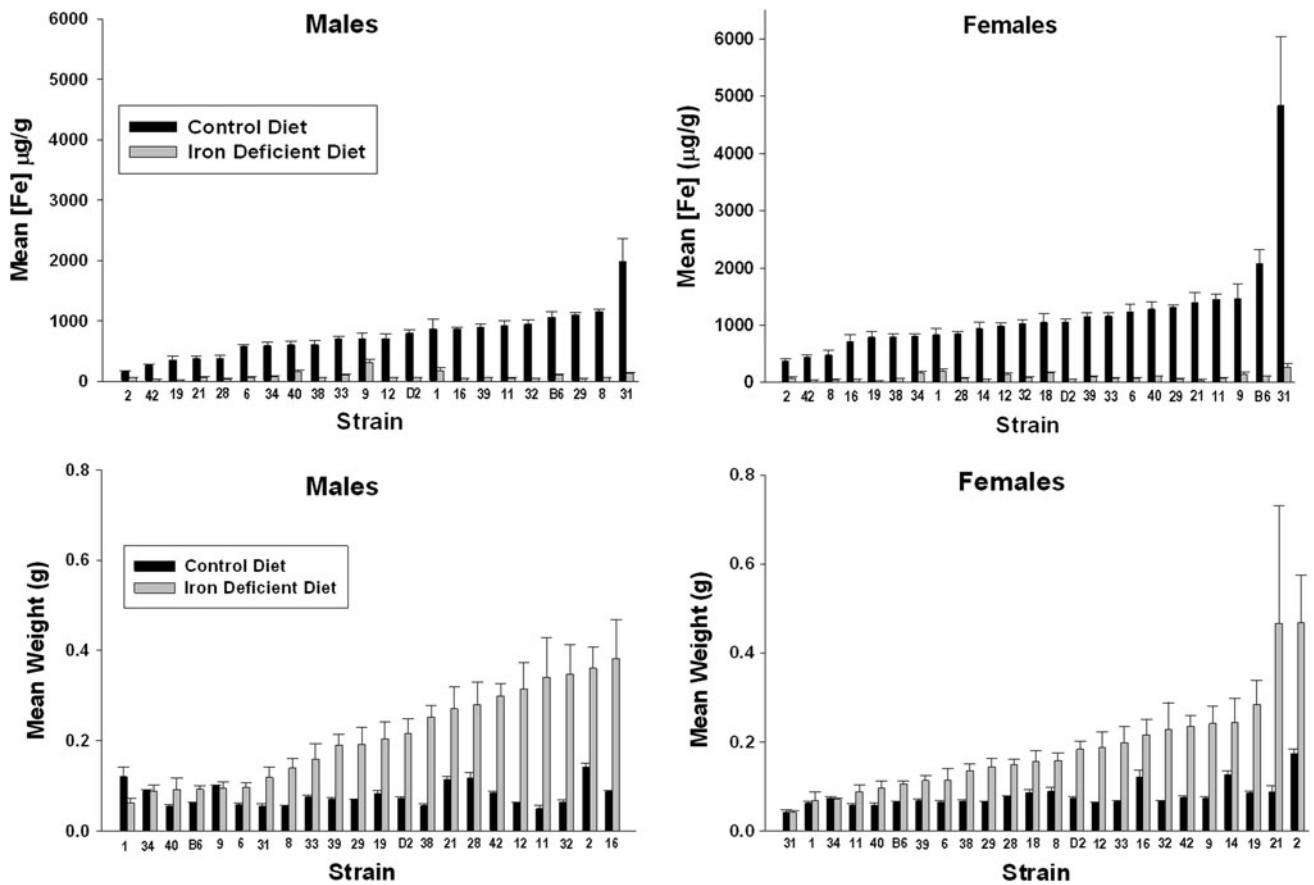 Males
Mean [Fe] µg/g
6000
5000
4000
3000
2000
1000
0
Control Diet
Iron Deficient Diet
2 42 19 21 28 6 34 40 38 33 9 12 D2 1 16 39 11 32 B6 29 8 31
Strain
Females
Mean [Fe] (µg/g)
6000
5000
4000
3000
2000
1000
0
2 42 8 16 19 38 34 1 28 14 12 32 18 D2 39 33 6 40 29 21 11 9 B6 31
Strain
Males
Mean Weight (g)
0.8
0.6
0.4
0.2
0.0
Control Diet
Iron Deficient Diet
1 34 40 B6 9 6 31 8 33 39 29 19 D2 38 21 28 42 12 11 32 2 16
Strain
Females
Mean Weight (g)
0.8
0.6
0.4
0.2
0.0
31 1 34 11 40 B6 39 6 38 29 28 18 8 D2 12 33 16 32 42 9 14 19 21 2
Strain